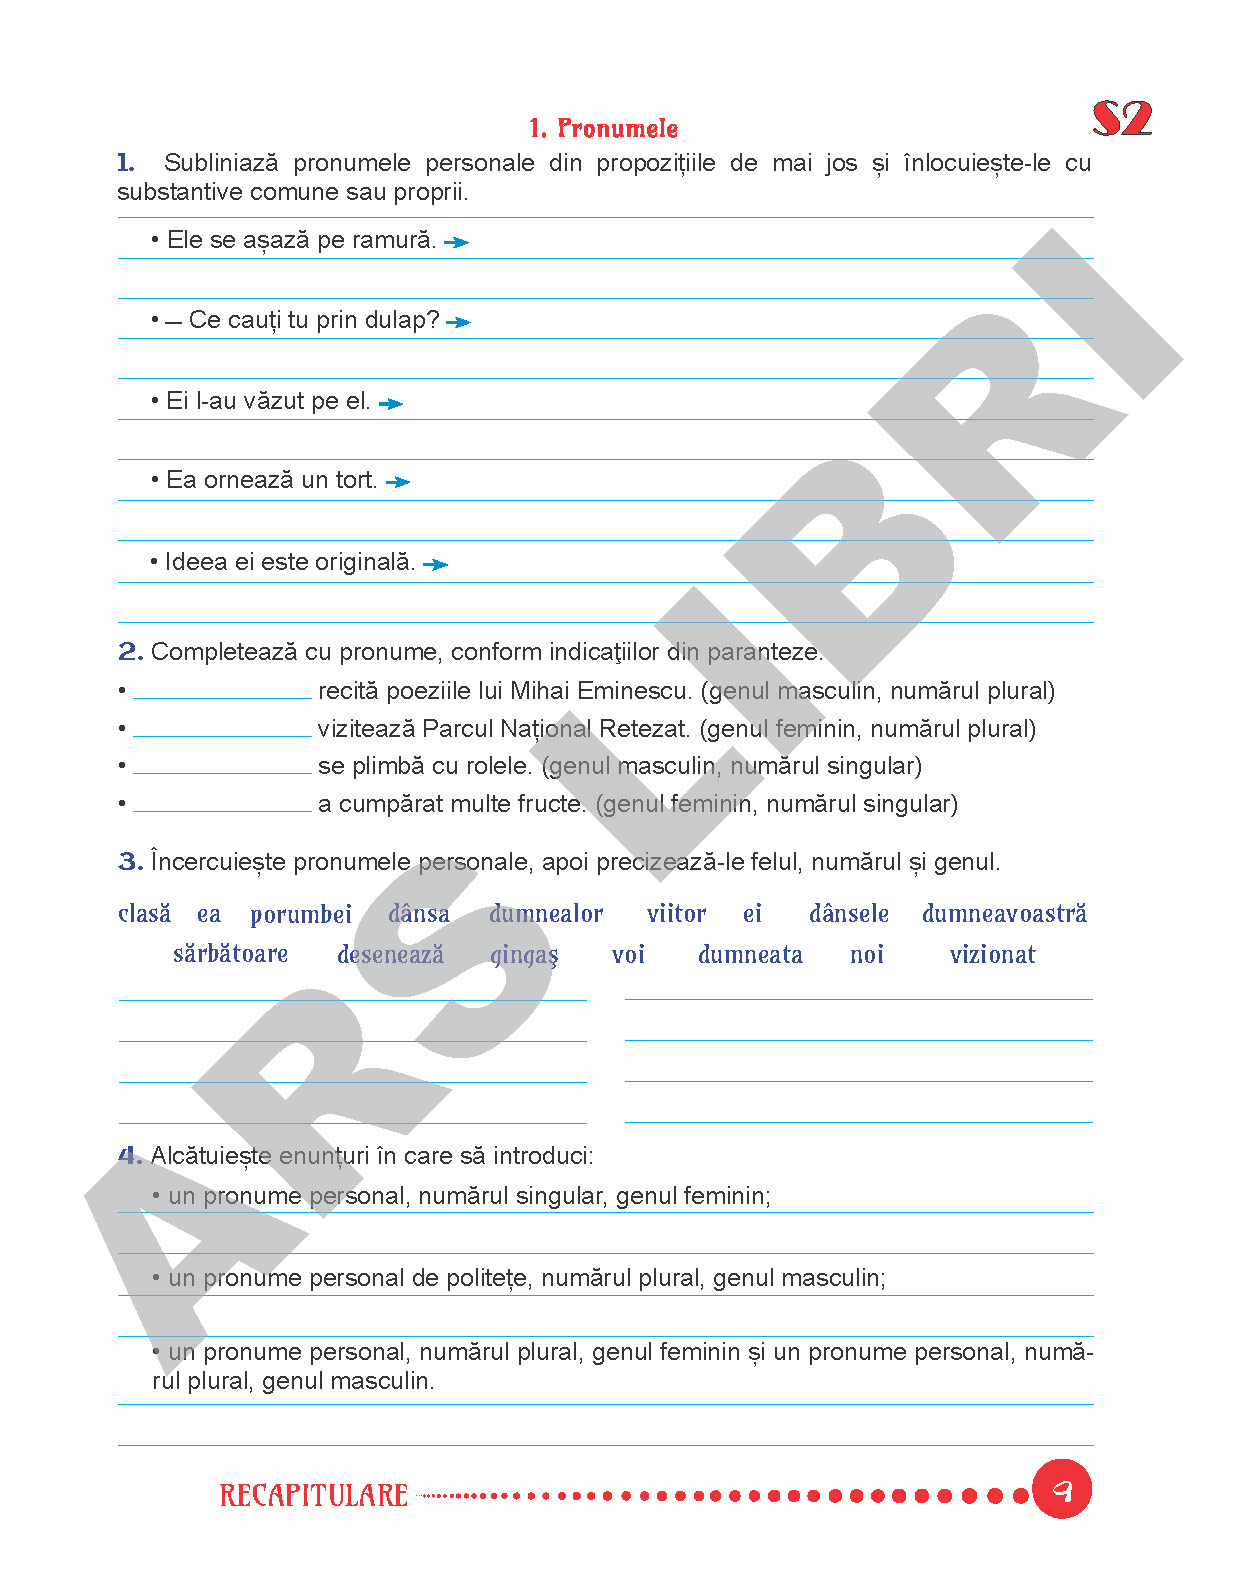 S2
1. Pronumele
1. Subliniază pronumele personale din propozițiile de mai jos și înlocuiește-le cu
substantive comune sau proprii.
• Ele se așază pe ramură.
• – Ce cauți tu prin dulap?
• Ei l-au văzut pe el.
• Ea ornează un tort.
• Ideea ei este originală.
2. Completează cu pronume, conform indicaţiilor din paranteze.
• recită poeziile lui Mihai Eminescu. (genul masculin, numărul plural)
• vizitează Parcul Național Retezat. (genul feminin, numărul plural)
• se plimbă cu rolele. (genul masculin, numărul singular)
• a cumpărat multe fructe. (genul feminin, numărul singular)
3. Încercuiește pronumele personale, apoi precizează-le felul, numărul și genul.
clasă ea porumbei dânsa dumnealor viitor ei dânsele dumneavoastră
sărbătoare desenează gingaş voi dumneata noi vizionat
4. Alcătuiește enunțuri în care să introduci:
• un pronume personal, numărul singular, genul feminin;
• un pronume personal de politețe, numărul plural, genul masculin;
• un pronume personal, numărul plural, genul feminin și un pronume personal, numă-
rul plural, genul masculin.
RECAPITULARE 9
ARS LIBRI